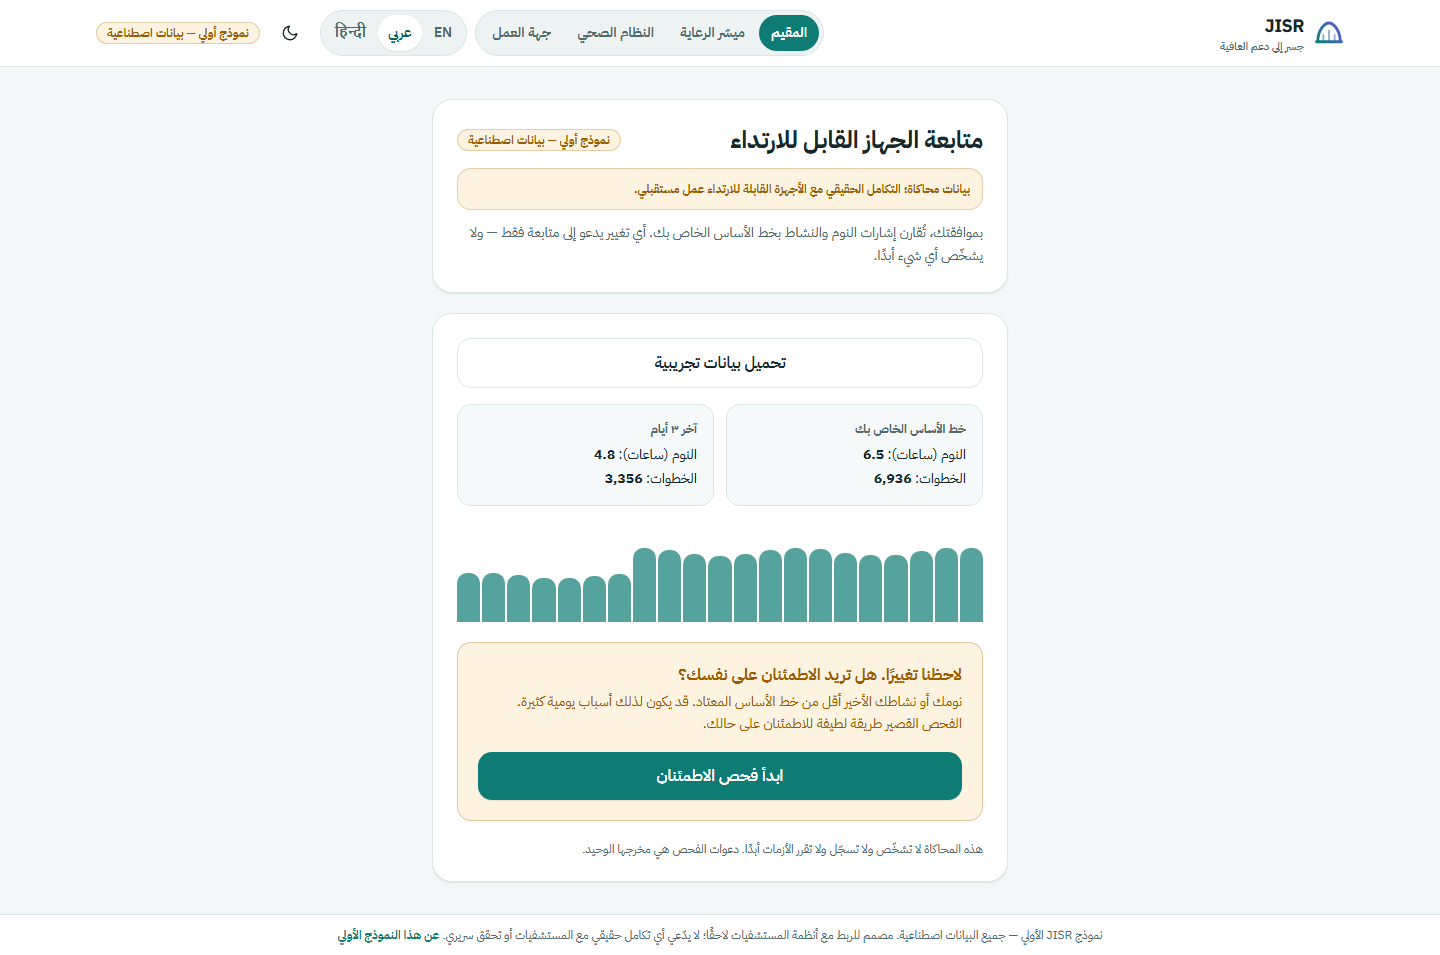 JISR
جسر إلى دعم العافية
المقيم
ميسّر الرعاية
النظام الصحي
جهة العمل
EN
عربي
हिन्दी
نموذج أولي — بيانات اصطناعية
متابعة الجهاز القابل للارتداء
نموذج أولي — بيانات اصطناعية
بيانات محاكاة؛ التكامل الحقيقي مع الأجهزة القابلة للارتداء عمل مستقبلي.
بموافقتك، تُقارن إشارات النوم والنشاط بخط الأساس الخاص بك. أي تغيير يدعو إلى متابعة فقط — ولا
يشخّص أي شيء أبدًا.
تحميل بيانات تجريبية
خط الأساس الخاص بك
النوم (ساعات): 6.5
الخطوات: 6,936
آخر ٣ أيام
النوم (ساعات): 4.8
الخطوات: 3,356
لاحظنا تغييرًا. هل تريد الاطمئنان على نفسك؟
نومك أو نشاطك الأخير أقل من خط الأساس المعتاد. قد يكون لذلك أسباب يومية كثيرة.
الفحص القصير طريقة لطيفة للاطمئنان على حالك.
ابدأ فحص الاطمئنان
هذه المحاكاة لا تشخّص ولا تسجّل ولا تقرر الأزمات أبدًا. دعوات الفحص هي مخرجها الوحيد.
نموذج JISR الأولي — جميع البيانات اصطناعية. مصمم للربط مع أنظمة المستشفيات لاحقًا؛ لا يدّعي أي تكامل حقيقي مع المستشفيات أو تحقق سريري. عن هذا النموذج الأولي